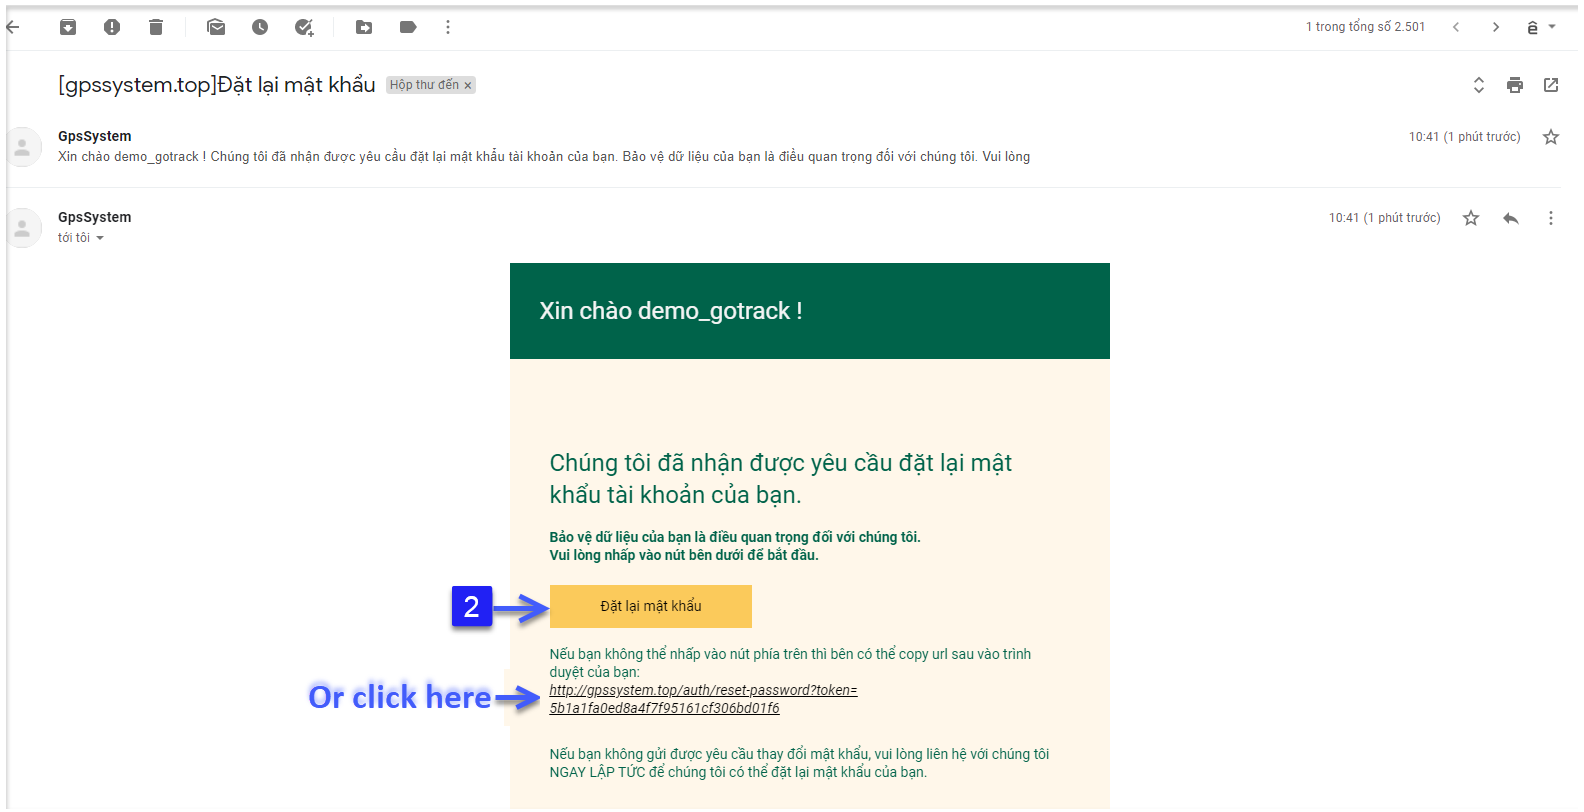 1 trong tổng số 2.501
ê
[gpssystem.top]Đặt lại mật khẩu Hộp thư đến ×
GpsSystem 10:41 (1 phút trước)
Xin chào demo_gotrack ! Chúng tôi đã nhận được yêu cầu đặt lại mật khẩu tài khoản của bạn. Bảo vệ dữ liệu của bạn là điều quan trọng đối với chúng tôi. Vui lòng
GpsSystem 10:41 (1 phút trước)
tới tôi
Xin chào demo_gotrack !
Chúng tôi đã nhận được yêu cầu đặt lại mật
khẩu tài khoản của bạn.
Bảo vệ dữ liệu của bạn là điều quan trọng đối với chúng tôi.
Vui lòng nhấp vào nút bên dưới để bắt đầu.
2 Đặt lại mật khẩu
Nếu bạn không thể nhấp vào nút phía trên thì bên có thể copy url sau vào trình
duyệt của bạn:
Or click here http://gpssystem.top/auth/reset-password?token=
5b1a1fa0ed8a4f7f95161cf306bd01f6
Nếu bạn không gửi được yêu cầu thay đổi mật khẩu, vui lòng liên hệ với chúng tôi
NGAY LẬP TỨC để chúng tôi có thể đặt lại mật khẩu của bạn.